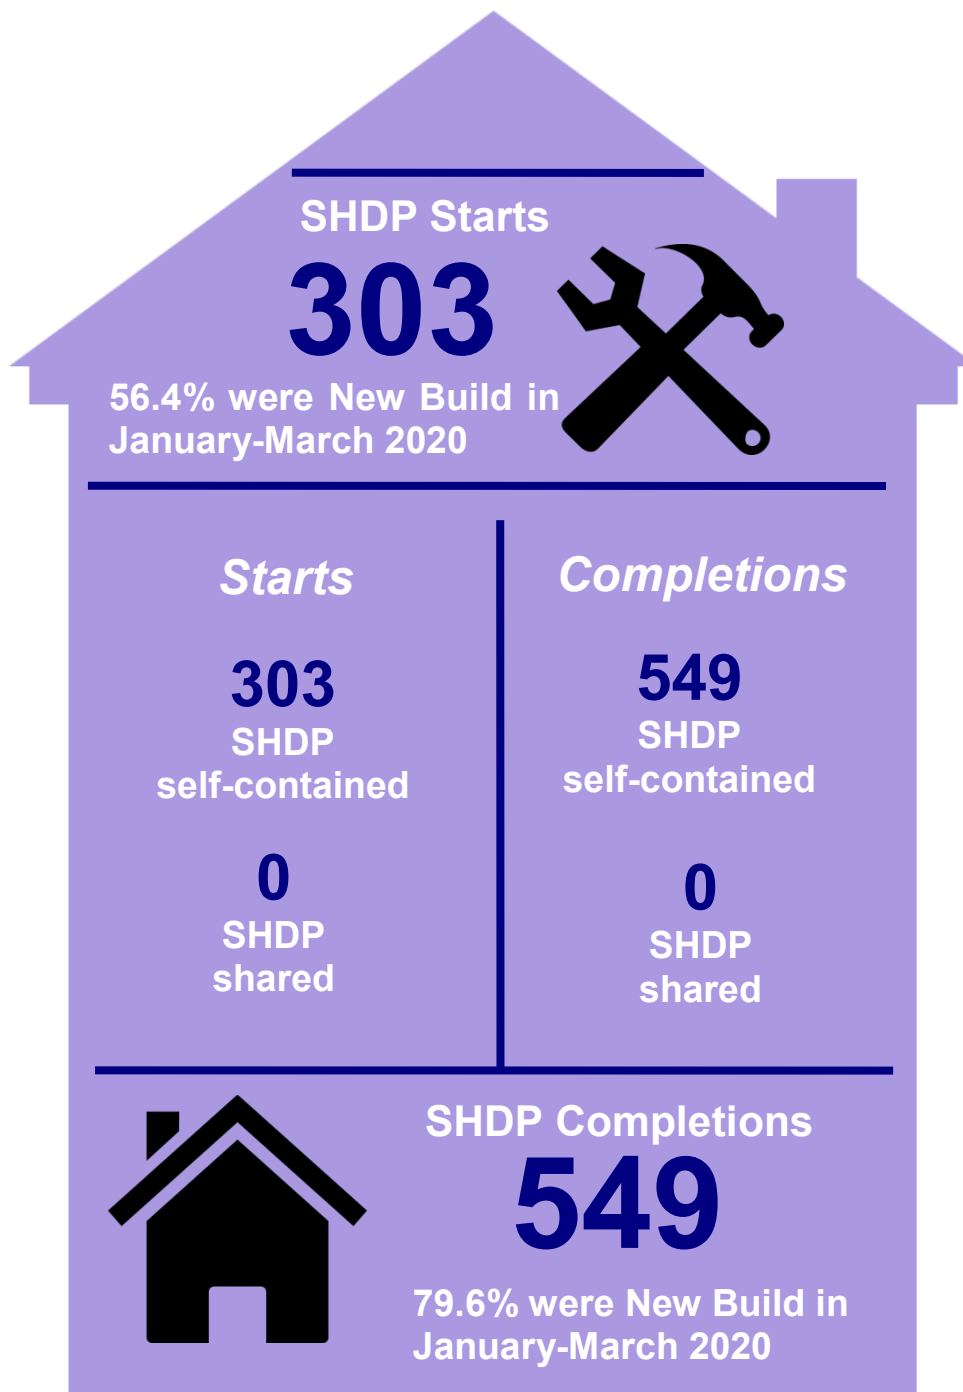 SHDP Starts
303
56.4% were New Build in
January-March 2020
Starts
303
SHDP
self-contained
0
SHDP
shared
Completions
549
SHDP
self-contained
0
SHDP
shared
SHDP Completions
549
79.6% were New Build in
January-March 2020